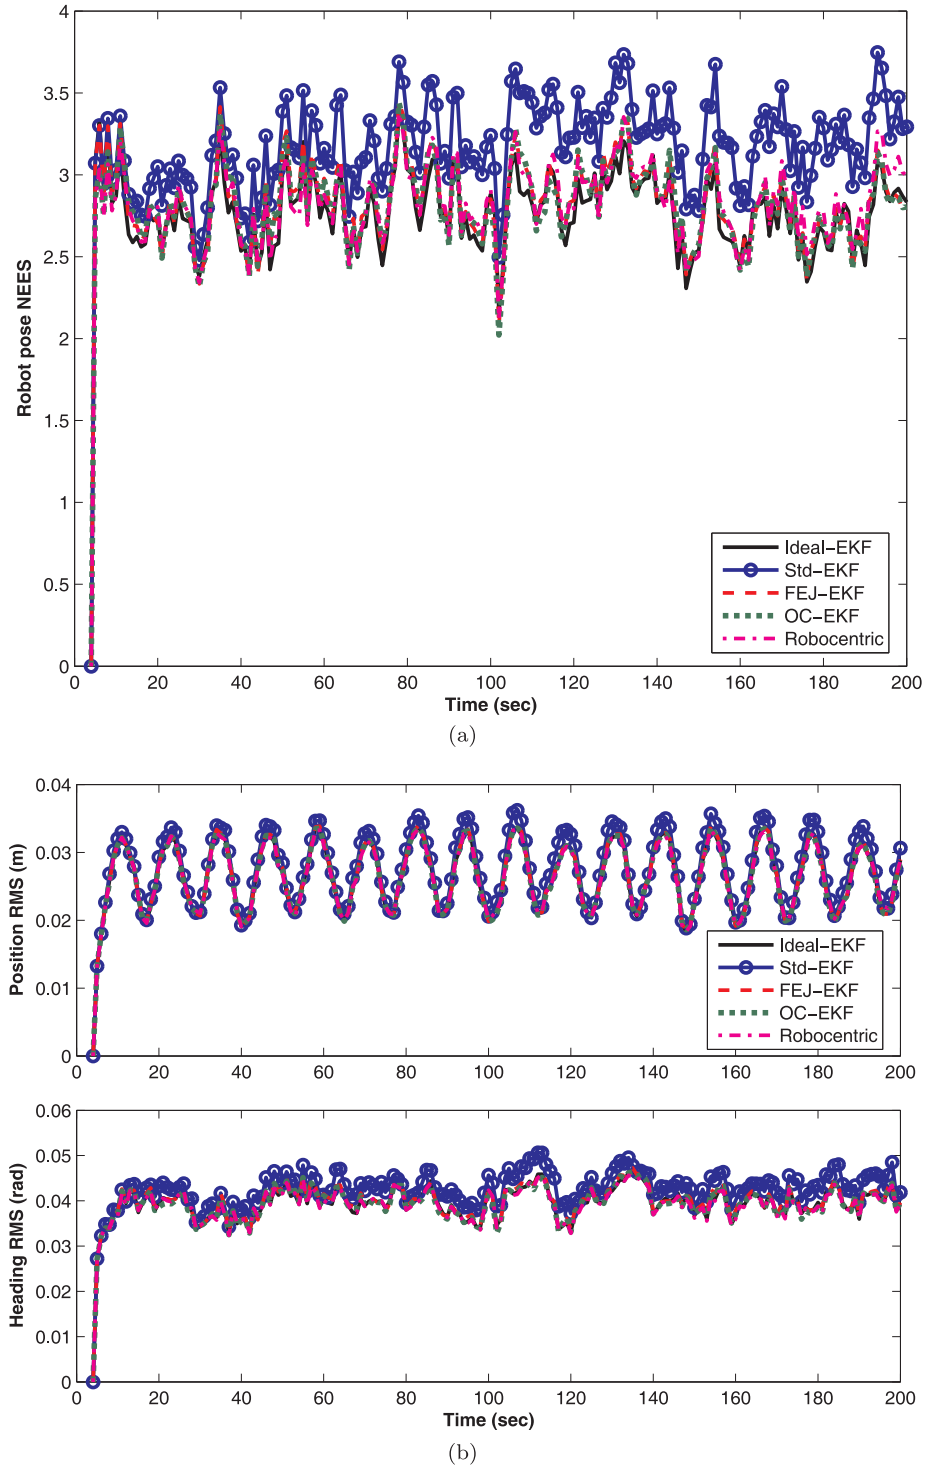 4
3.5
3
2.5
2
1.5
1
0.5
0
Robot pose NEES
Ideal−EKF
Std−EKF
FEJ−EKF
OC−EKF
Robocentric
0 20 40 60 80 100 120 140 160 180 200
Time (sec)
(a)
0.04
0.03
0.02
0.01
0
Position RMS (m)
Ideal−EKF
Std−EKF
FEJ−EKF
OC−EKF
Robocentric
0 20 40 60 80 100 120 140 160 180 200
0.06
0.05
0.04
0.03
0.02
0.01
0
Heading RMS (rad)
0 20 40 60 80 100 120 140 160 180 200
Time (sec)
(b)